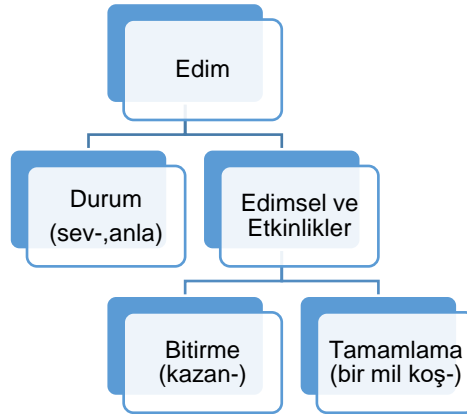 Edim
Durum
(sev-,anla)
Edimsel ve
Etkinlikler
Bitirme
(kazan-)
Tamamlama
(bir mil koş-)